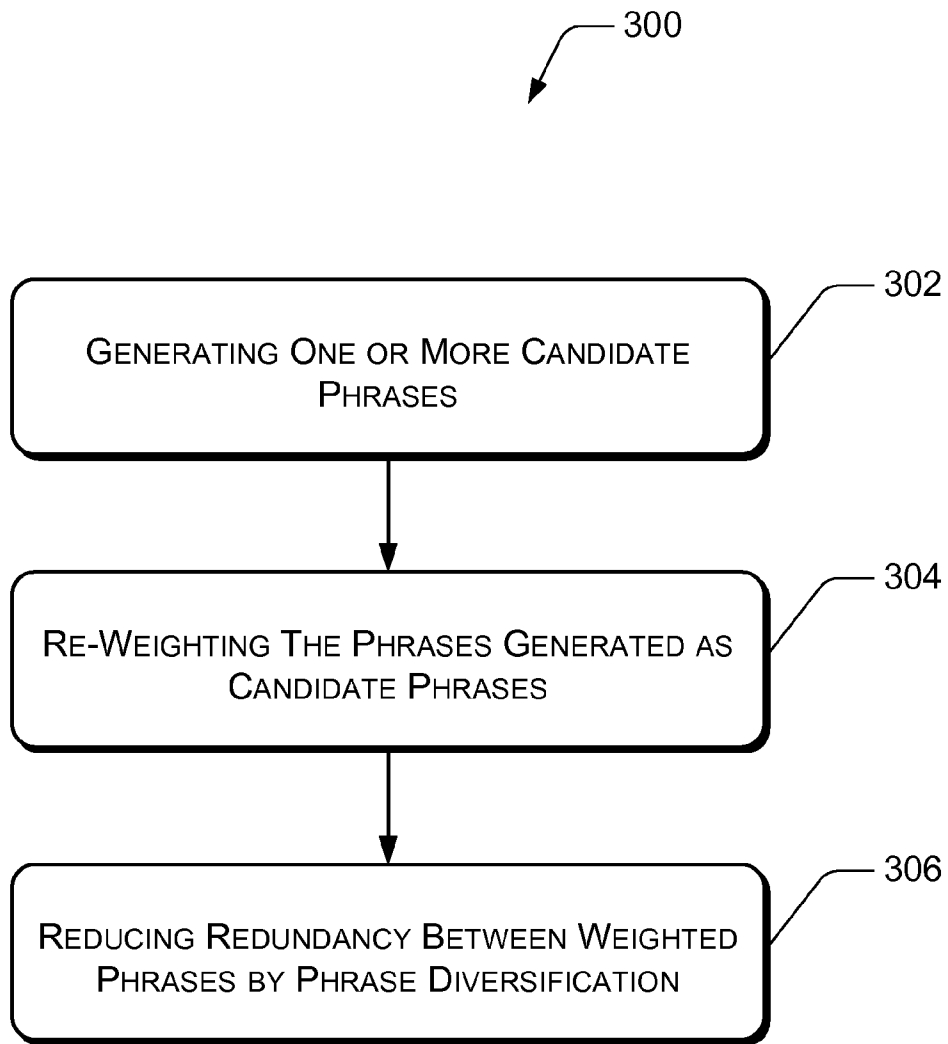 300
302
GENERATING ONE OR MORE CANDIDATE
PHRASES
304
RE-WEIGHTING THE PHRASES GENERATED AS
CANDIDATE PHRASES
306
REDUCING REDUNDANCY BETWEEN WEIGHTED
PHRASES BY PHRASE DIVERSIFICATION